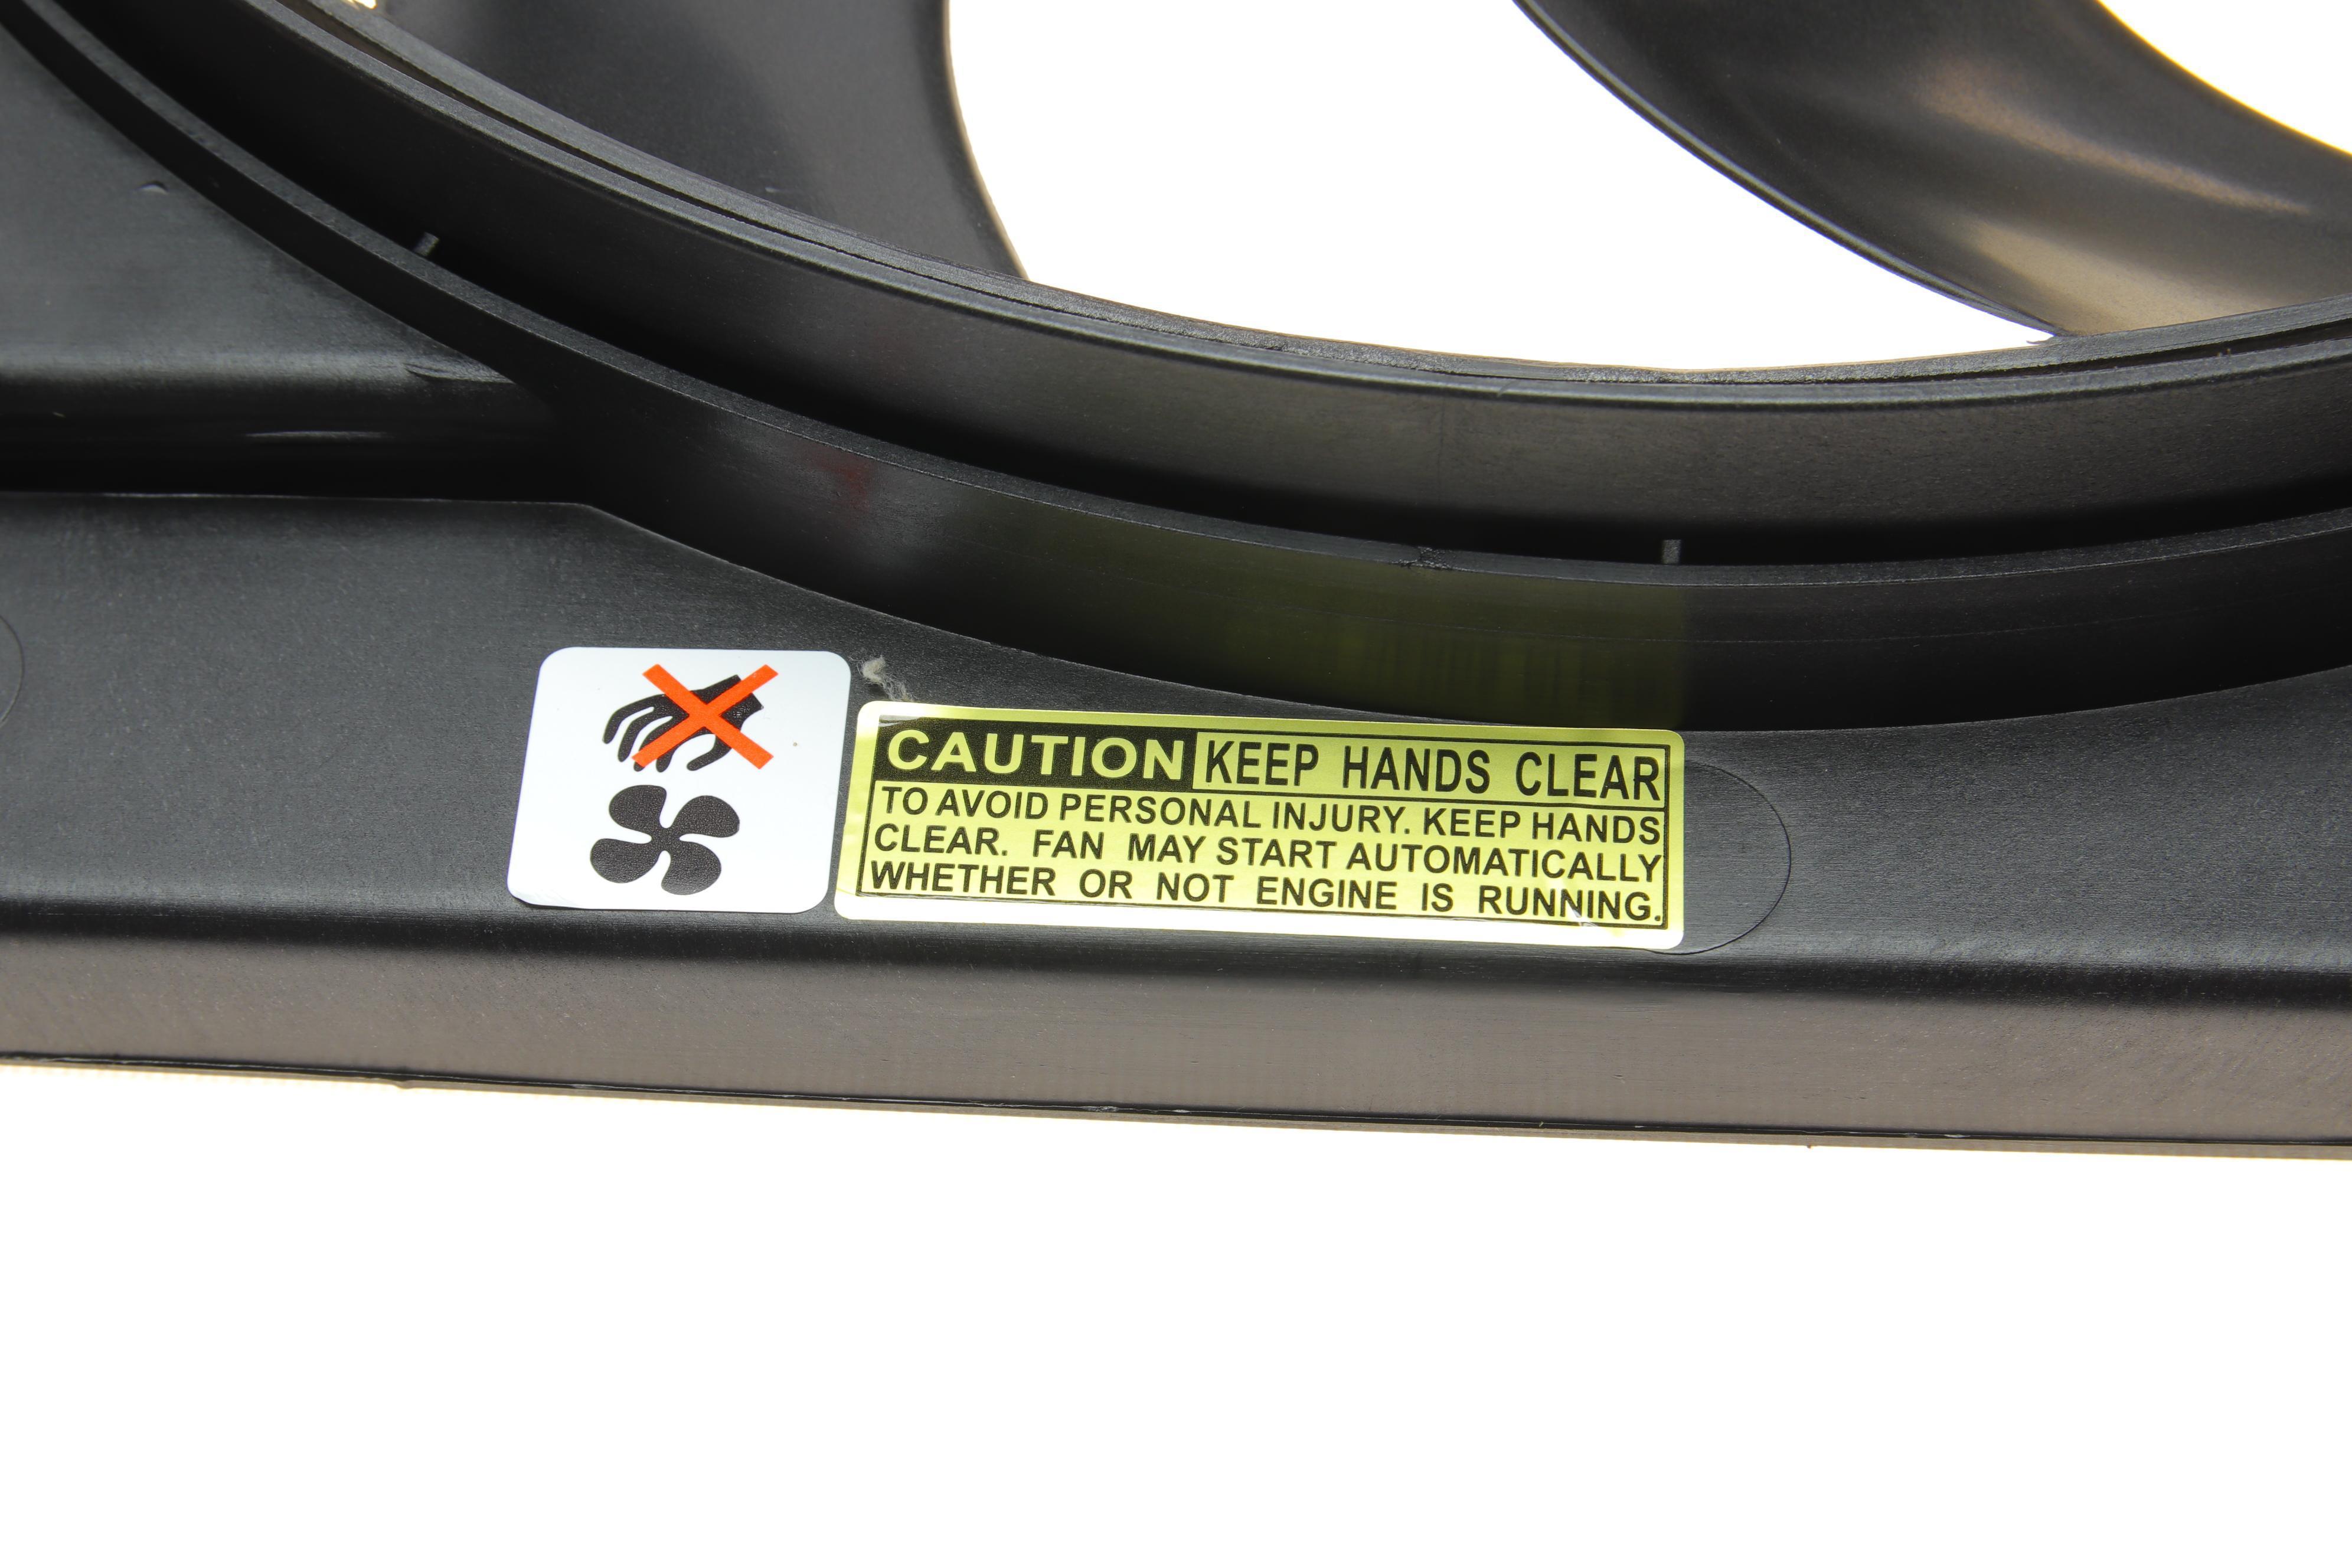 CAUTION KEEP HANDS CLEAR
TO AVOID PERSONAL INJURY. KEEP HANDS
CLEAR. FAN MAY START AUTOMATICALLY
WHETHER OR NOT ENGINE IS RUNNING.